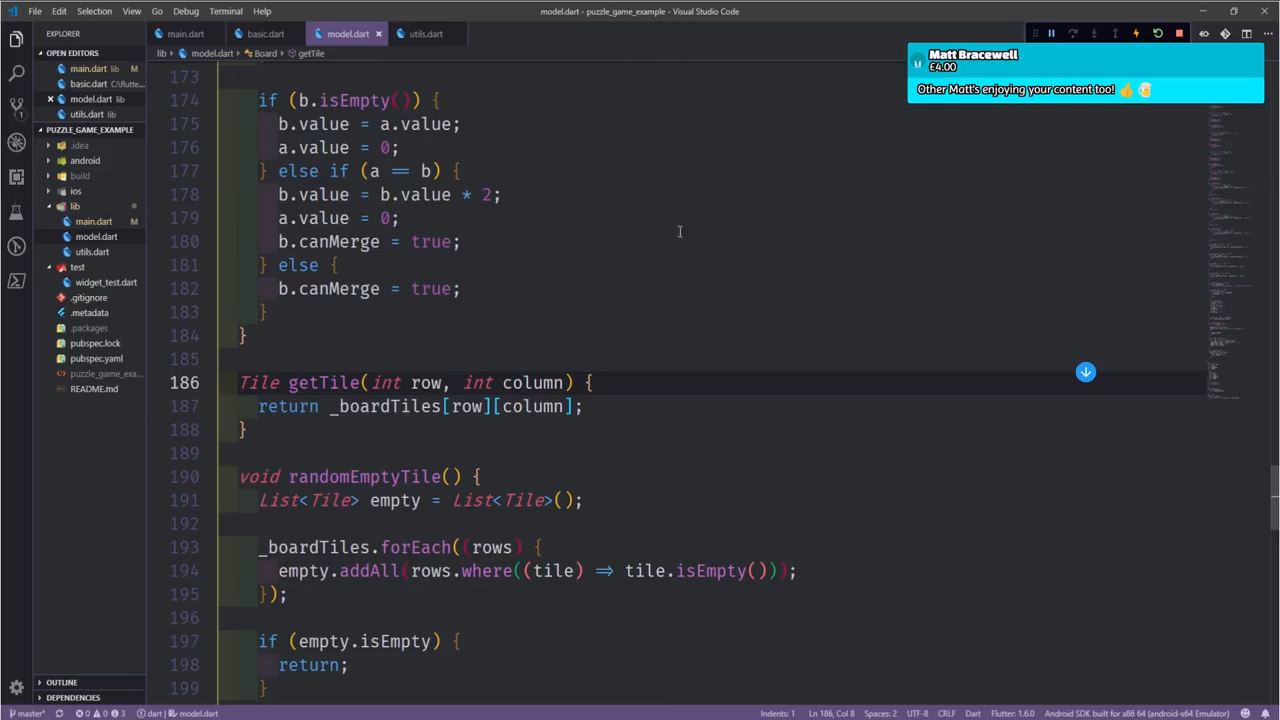 File Edit Selection View Go Debug Terminal Help
model.dart - puzzle_game_example - Visual Studio Code
EXPLORER
OPEN EDITORS
main.dart lib M
basic.dart C:\flutte...
model.dart lib
utils.dart lib
PUZZLE_GAME_EXAMPLE
.idea
android
build
ios
lib
main.dart M
model.dart
utils.dart
test
widget_test.dart
.gitignore
.metadata
.packages
pubspec.lock
pubspec.yaml
puzzle_game_exa...
README.md
OUTLINE
DEPENDENCIES
main.dart basic.dart model.dart utils.dart
lib model.dart Board getTile
Matt Bracewell
£4.00
Other Matt's enjoying your content too! 👍 🍻
173
174 if (b.isEmpty()) {
175 b.value = a.value;
176 a.value = 0;
177 } else if (a == b) {
178 b.value = b.value * 2;
179 a.value = 0;
180 b.canMerge = true;
181 } else {
182 b.canMerge = true;
183 }
184 }
185
186 Tile getTile(int row, int column) {
187 return _boardTiles[row][column];
188 }
189
190 void randomEmptyTile() {
191 List<Tile> empty = List<Tile>();
192
193 _boardTiles.forEach((rows) {
194 empty.addAll(rows.where((tile) => tile.isEmpty()));
195 });
196
197 if (empty.isEmpty) {
198 return;
199 }
master* 0 0 3 dart | model.dart Indents: 1 Ln 186, Col 8 Spaces: 2 UTF-8 CRLF Dart Flutter: 1.6.0 Android SDK built for x86 64 (android-x64 Emulator)